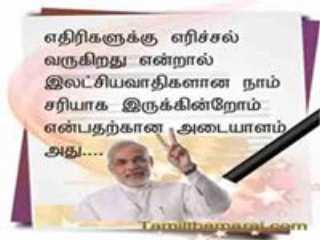 எதிரிகளுக்கு எரிச்சல்
வருகிறது என்றால்
இலட்சியவாதிகளான நாம்
சரியாக இருக்கின்றோம்
என்பதற்கான அடையாளம்
அது....
Tamilthamarai.com